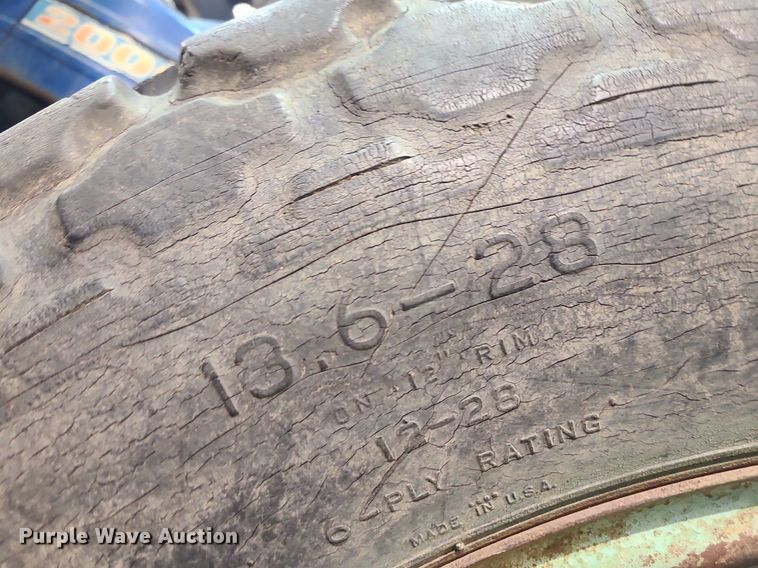 200
13.6-28
ON "12" RIM
12-28
6-PLY RATING
MADE IN U.S.A.
Purple Wave Auction